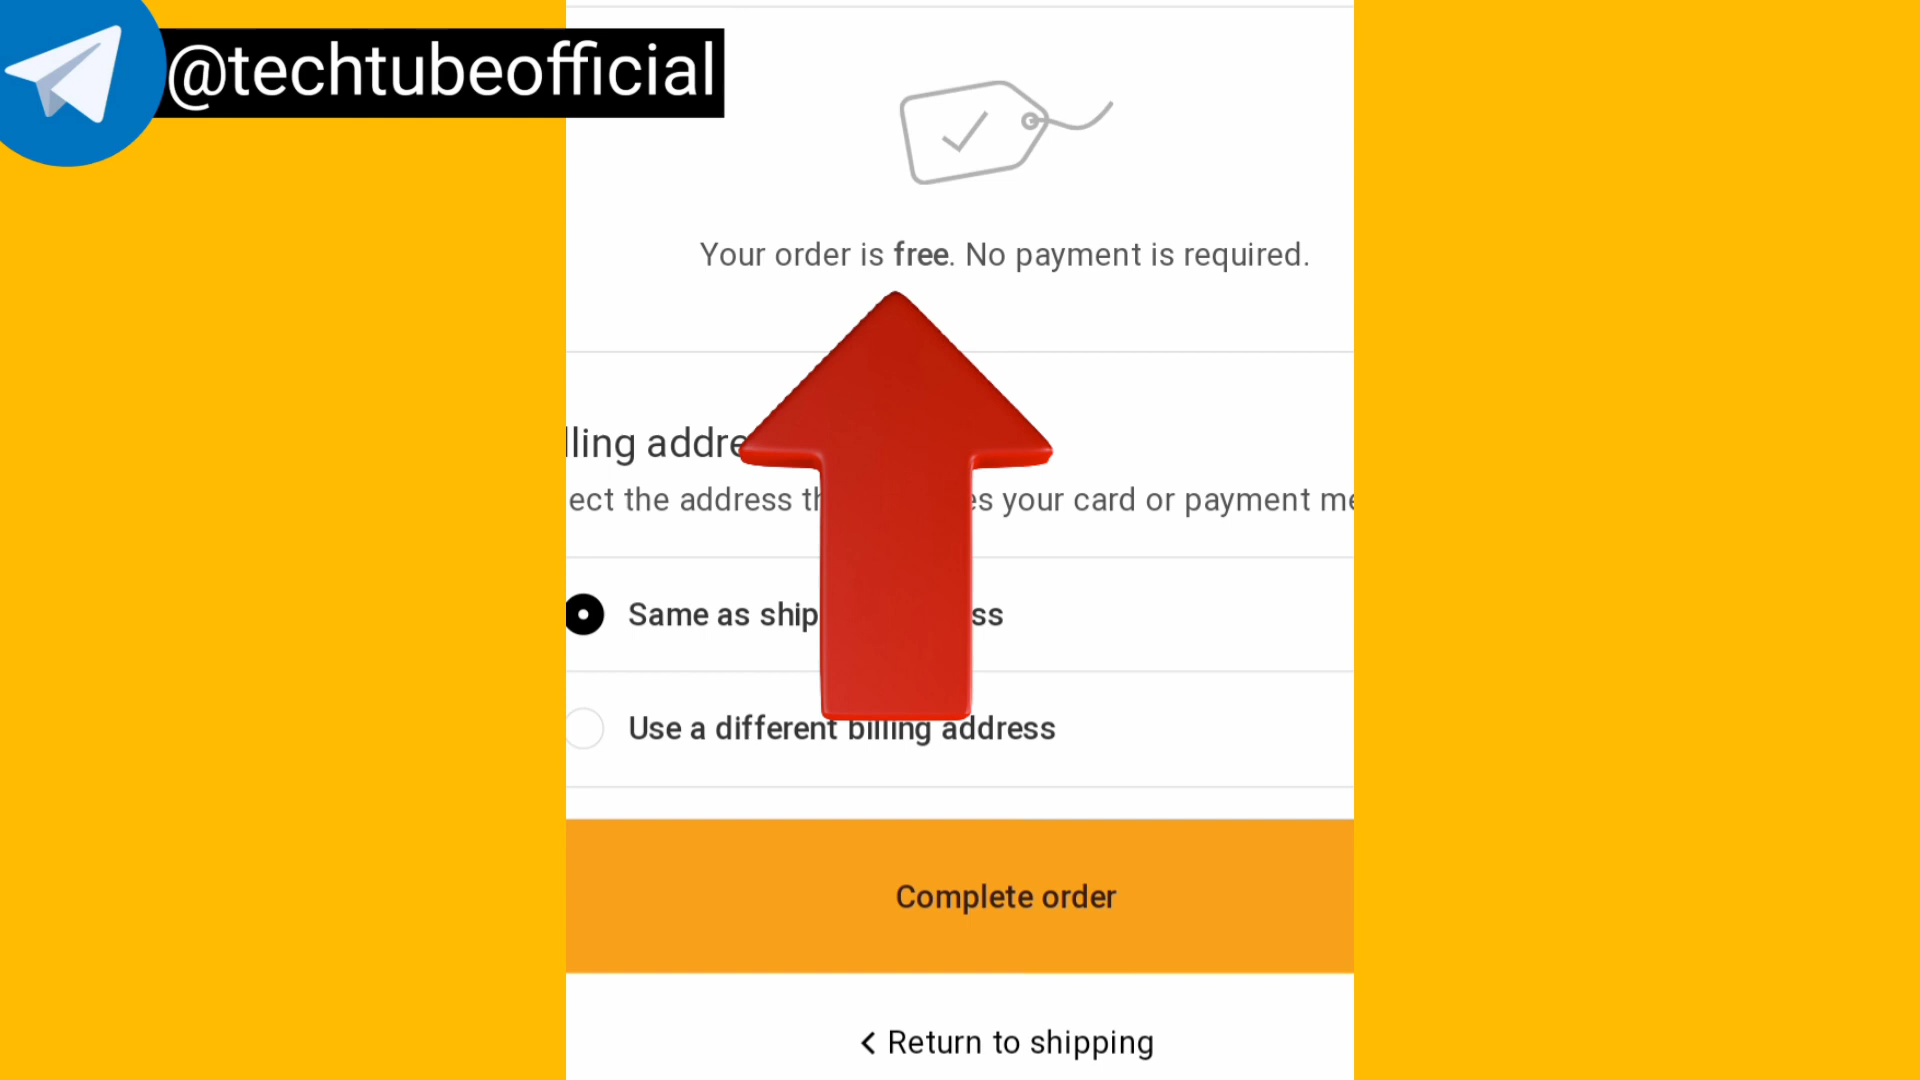 @techtubeofficial
Your order is free. No payment is required.
lling addre
ect the address th es your card or payment me
Same as ship ss
Use a different billing address
Complete order
Return to shipping